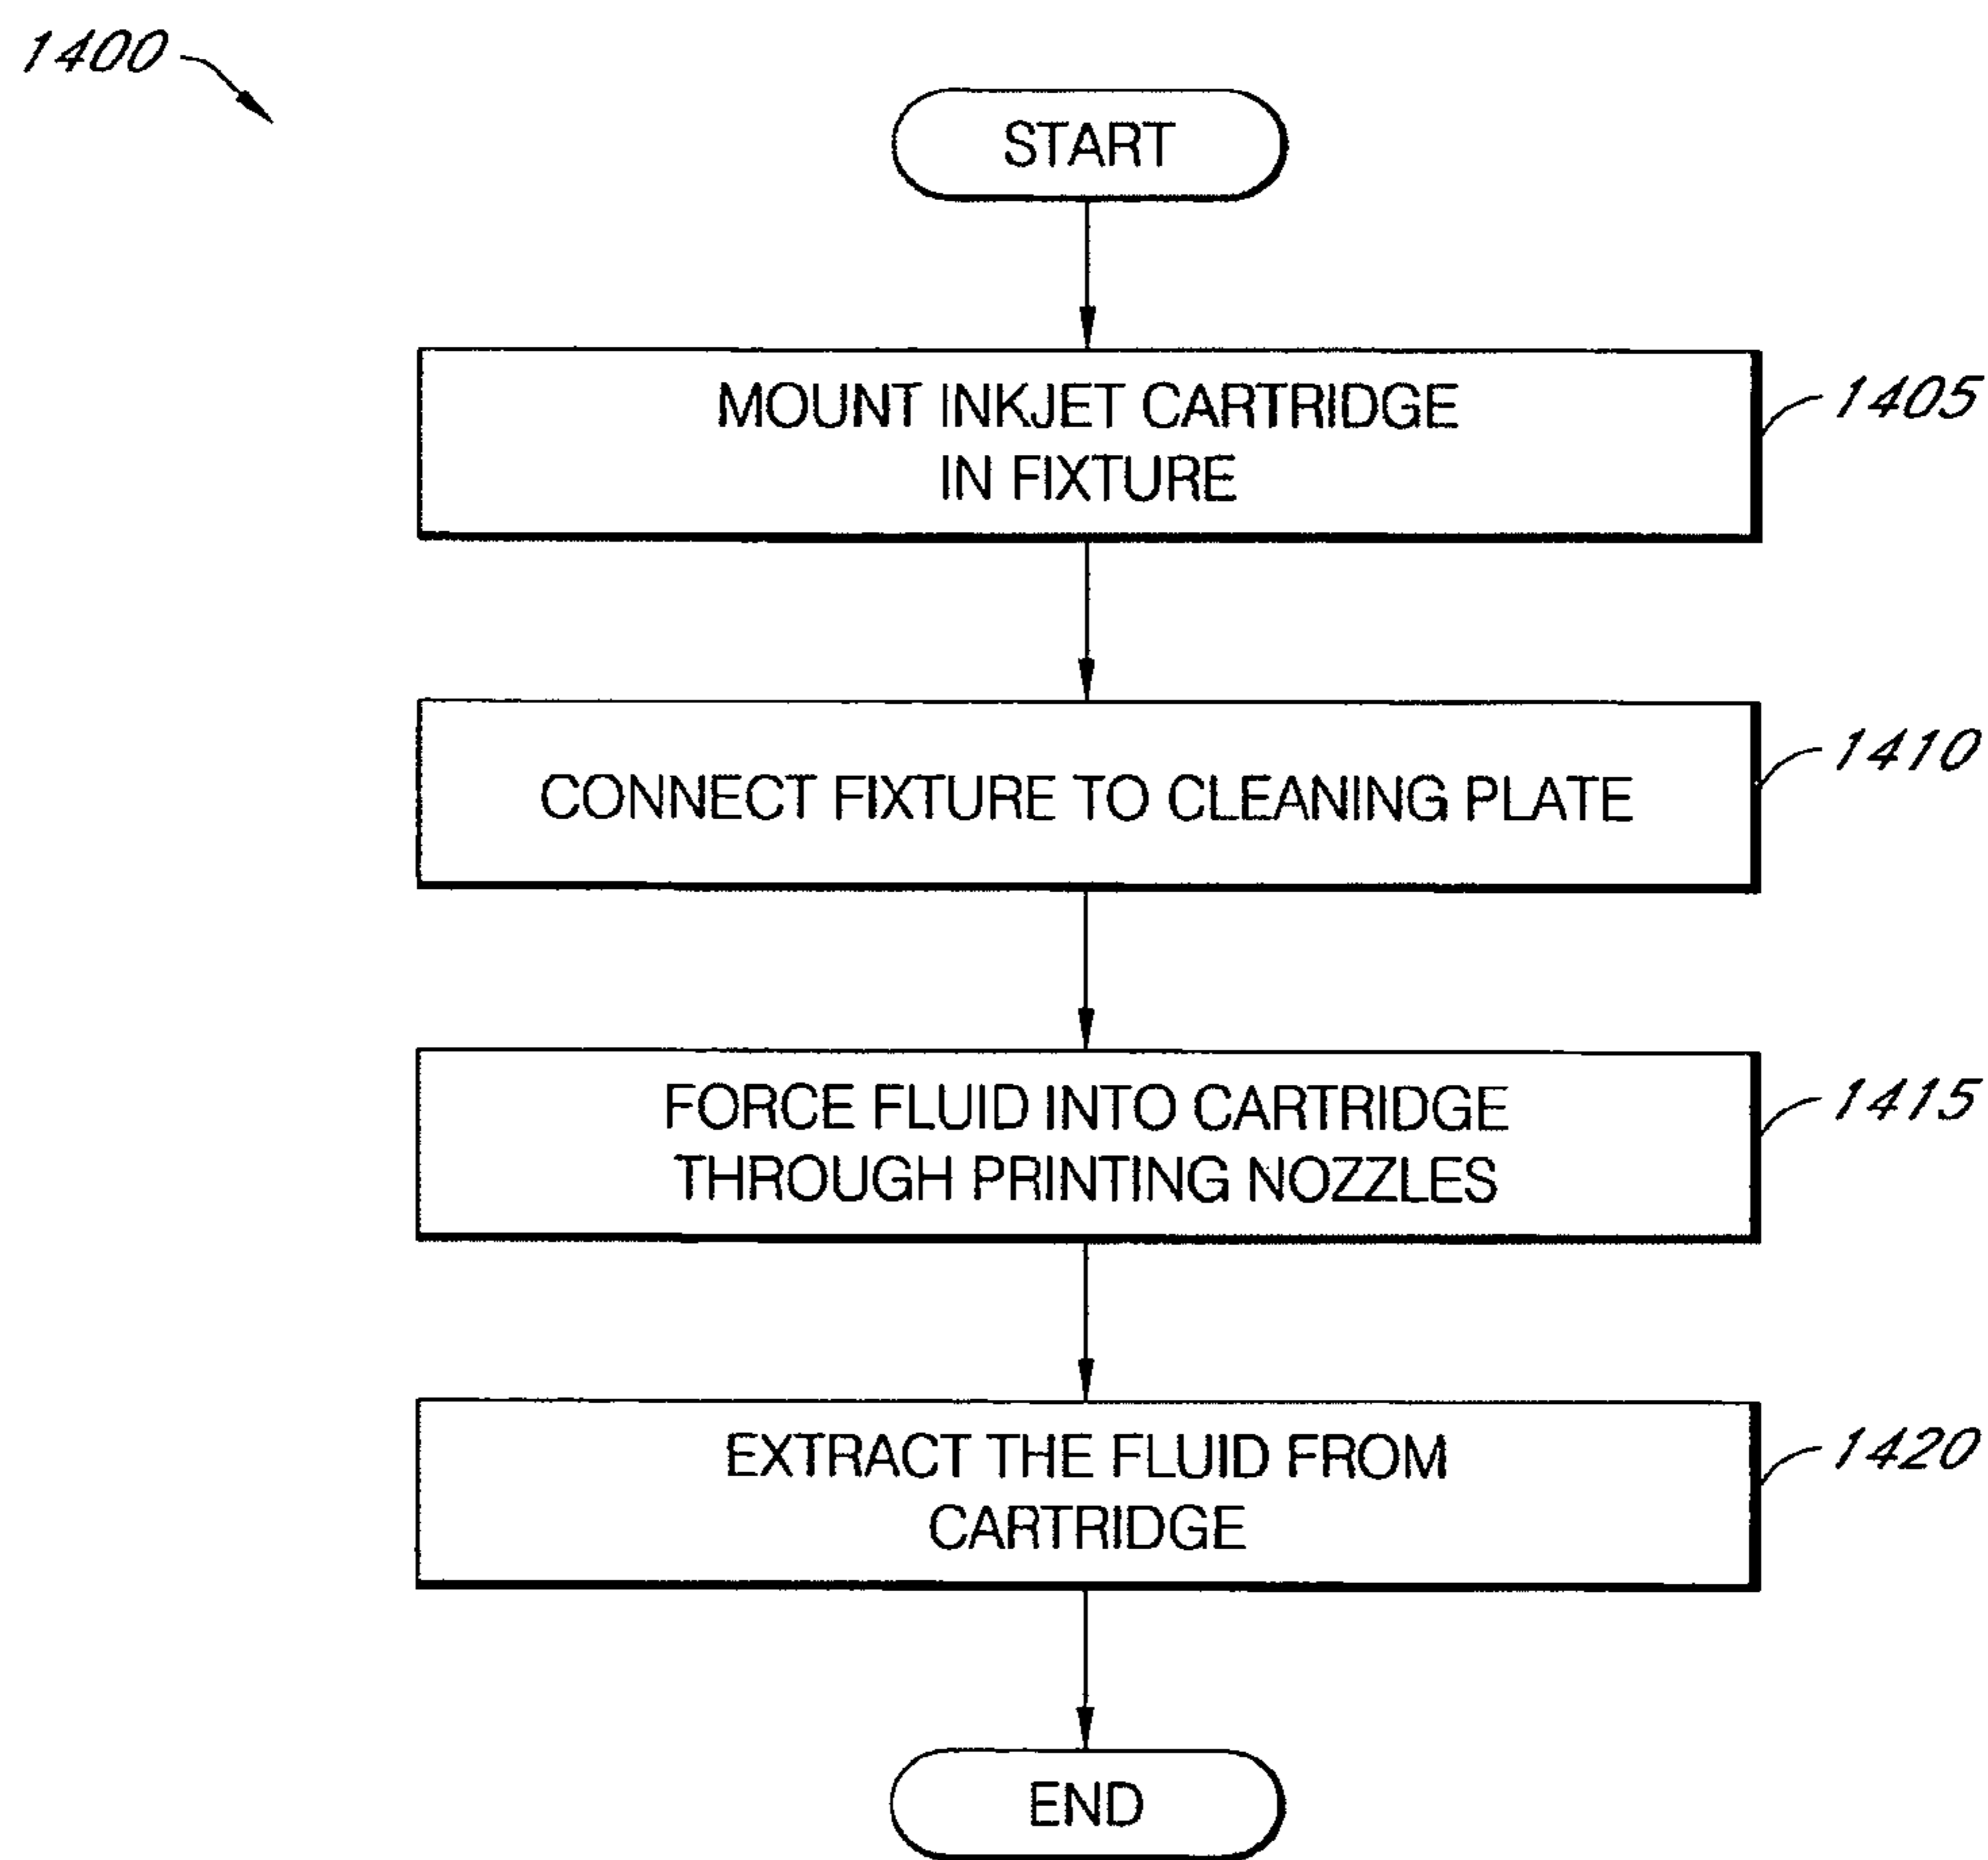 1400
START
MOUNT INKJET CARTRIDGE
IN FIXTURE
1405
CONNECT FIXTURE TO CLEANING PLATE
1410
FORCE FLUID INTO CARTRIDGE
THROUGH PRINTING NOZZLES
1415
EXTRACT THE FLUID FROM
CARTRIDGE
1420
END